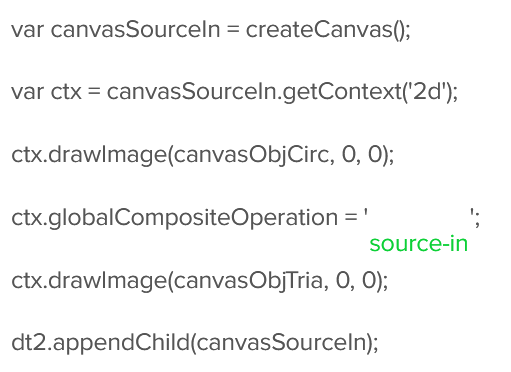 var canvasSourceIn = createCanvas();
var ctx = canvasSourceIn.getContext('2d');
ctx.drawImage(canvasObjCirc, 0, 0);
ctx.globalCompositeOperation = ' ';
source-in
ctx.drawImage(canvasObjTria, 0, 0);
dt2.appendChild(canvasSourceIn);